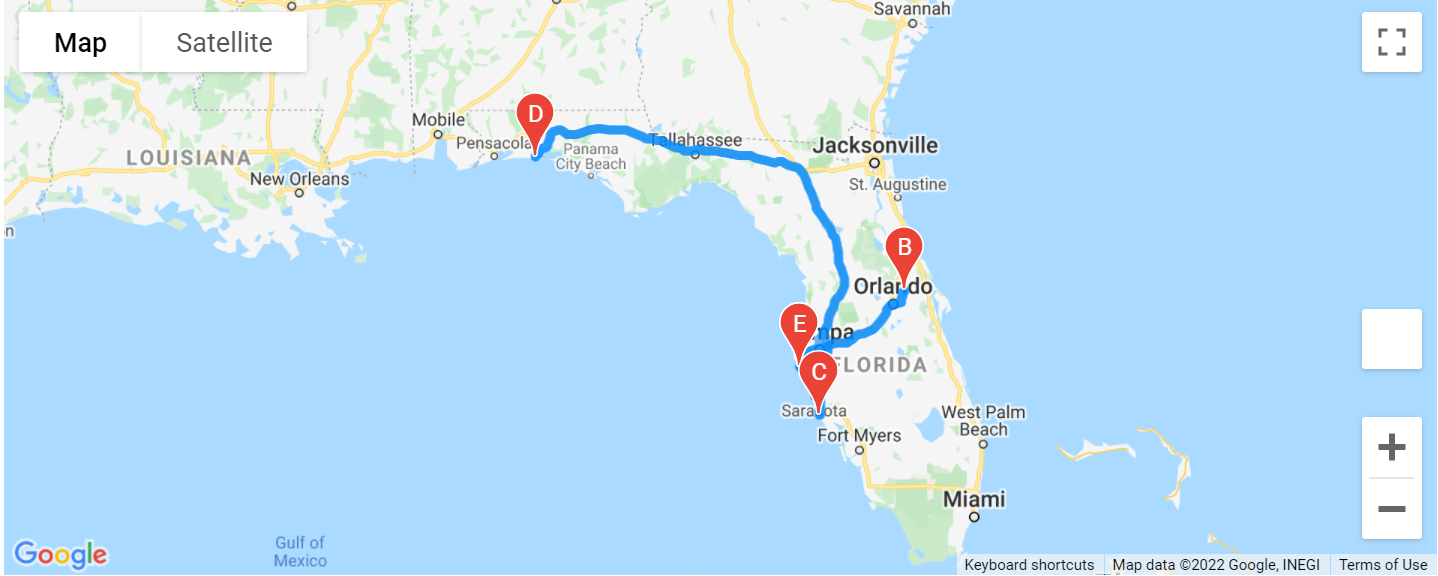 Savannah
Map
Satellite
D
Mobile
Pensacola
Tallahassee
Jacksonville
Panama
City Beach
LOUISIANA
New Orleans
St. Augustine
n
B
Orlando
E
mpa
C
FLORIDA
Sarasota
West Palm
Beach
Fort Myers
Miami
Gulf of
Mexico
Google
Keyboard shortcuts
Map data ©2022 Google, INEGI
Terms of Use